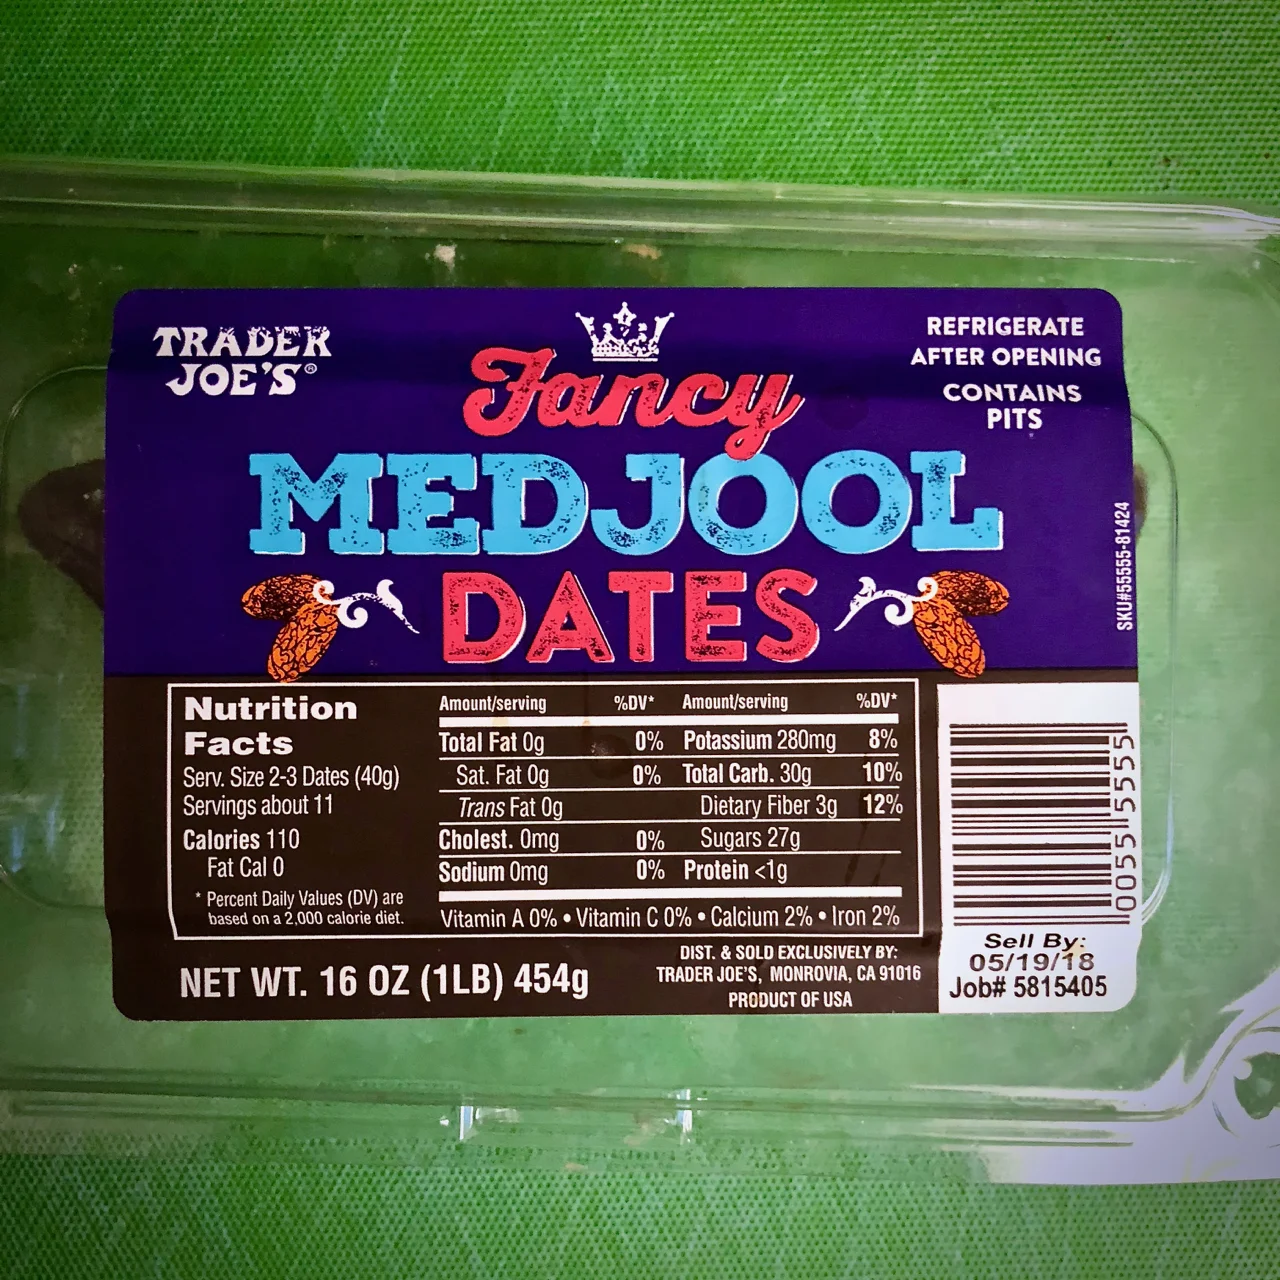 TRADER
JOE'S®
Fancy
MEDJOOL
DATES
REFRIGERATE
AFTER OPENING
CONTAINS
PITS
SKU#55555-81424
Nutrition
Facts
Serv. Size 2-3 Dates (40g)
Servings about 11
Calories 110
Fat Cal 0
* Percent Daily Values (DV) are
based on a 2,000 calorie diet.
Amount/serving %DV* Amount/serving %DV*
Total Fat 0g 0% Potassium 280mg 8%
Sat. Fat 0g 0% Total Carb. 30g 10%
Trans Fat 0g Dietary Fiber 3g 12%
Cholest. 0mg 0% Sugars 27g
Sodium 0mg 0% Protein <1g
Vitamin A 0% • Vitamin C 0% • Calcium 2% • Iron 2%
NET WT. 16 OZ (1LB) 454g
DIST. & SOLD EXCLUSIVELY BY:
TRADER JOE'S, MONROVIA, CA 91016
PRODUCT OF USA
0055 5555
Sell By:
05/19/18
Job# 5815405